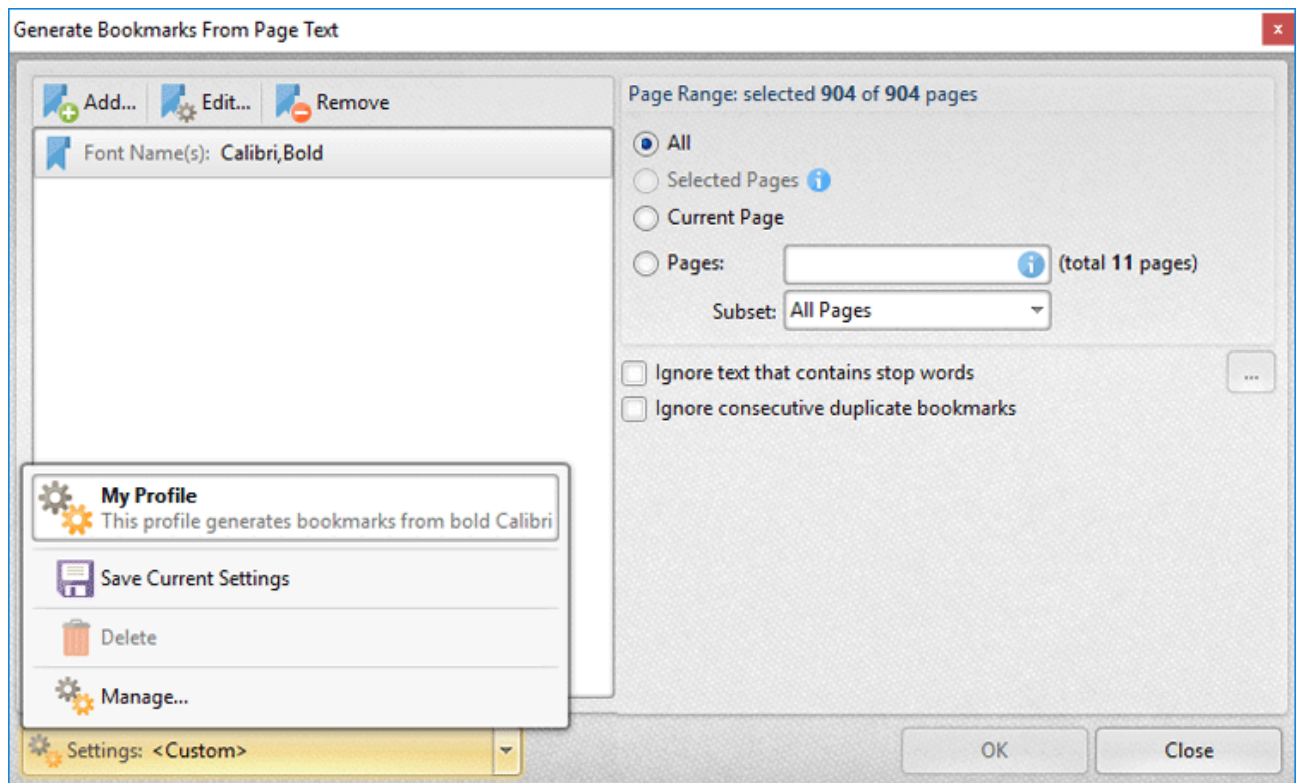 Generate Bookmarks From Page Text
x
Add... Edit... Remove
Font Name(s): Calibri,Bold
Page Range: selected 904 of 904 pages
All
Selected Pages i
Current Page
Pages: i (total 11 pages)
Subset: All Pages
Ignore text that contains stop words ...
Ignore consecutive duplicate bookmarks
My Profile
This profile generates bookmarks from bold Calibri
Save Current Settings
Delete
Manage...
Settings: <Custom>
OK Close